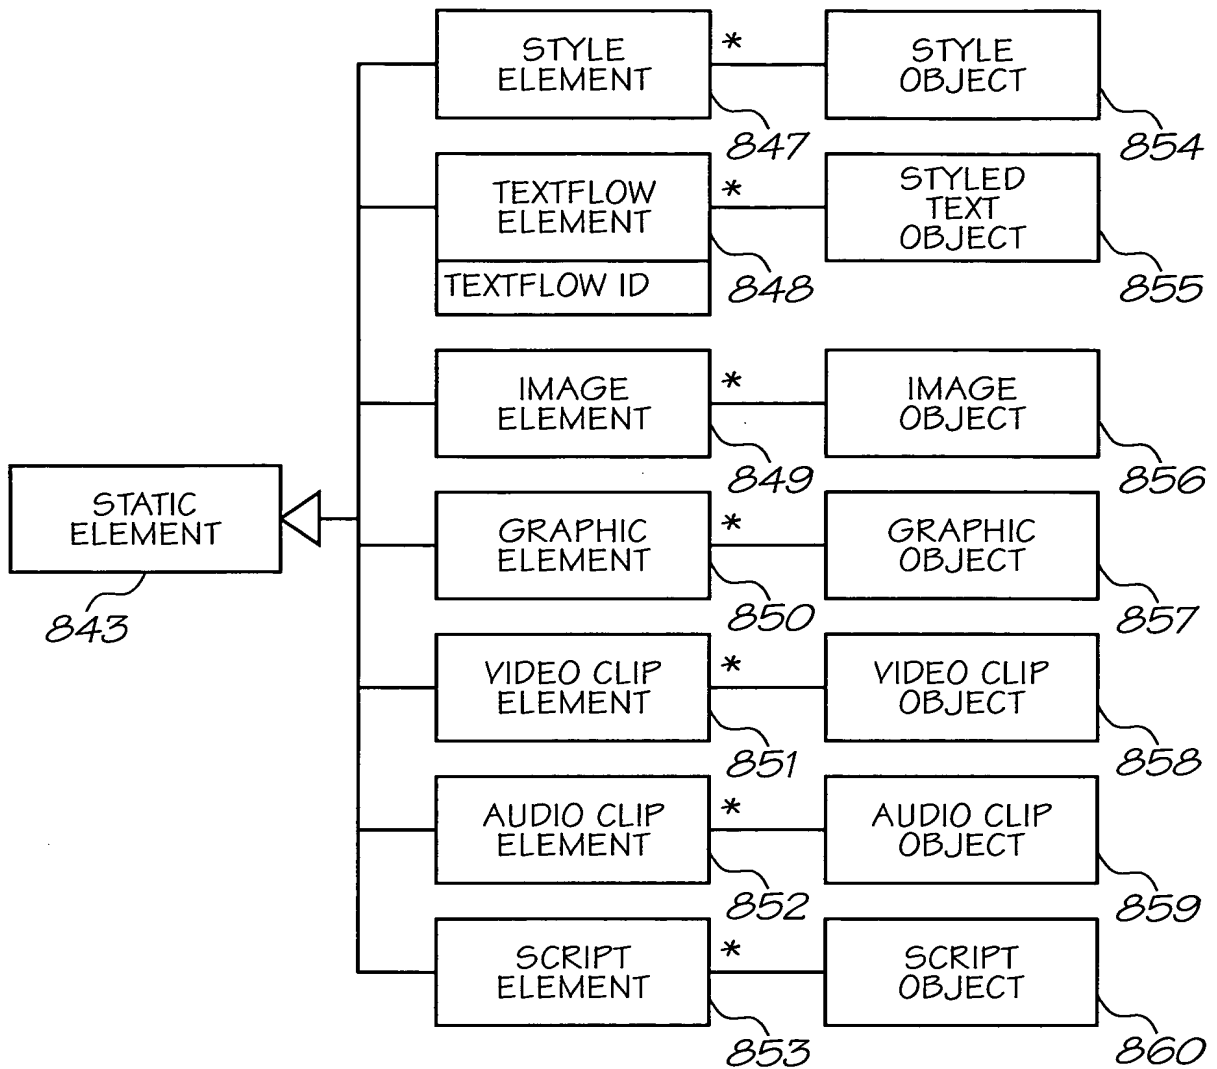 STYLE
ELEMENT
*
STYLE
OBJECT
847
854
TEXTFLOW
ELEMENT
TEXTFLOW ID
*
STYLED
TEXT
OBJECT
848
855
IMAGE
ELEMENT
*
IMAGE
OBJECT
849
856
STATIC
ELEMENT
843
GRAPHIC
ELEMENT
*
GRAPHIC
OBJECT
850
857
VIDEO CLIP
ELEMENT
*
VIDEO CLIP
OBJECT
851
858
AUDIO CLIP
ELEMENT
*
AUDIO CLIP
OBJECT
852
859
SCRIPT
ELEMENT
*
SCRIPT
OBJECT
853
860